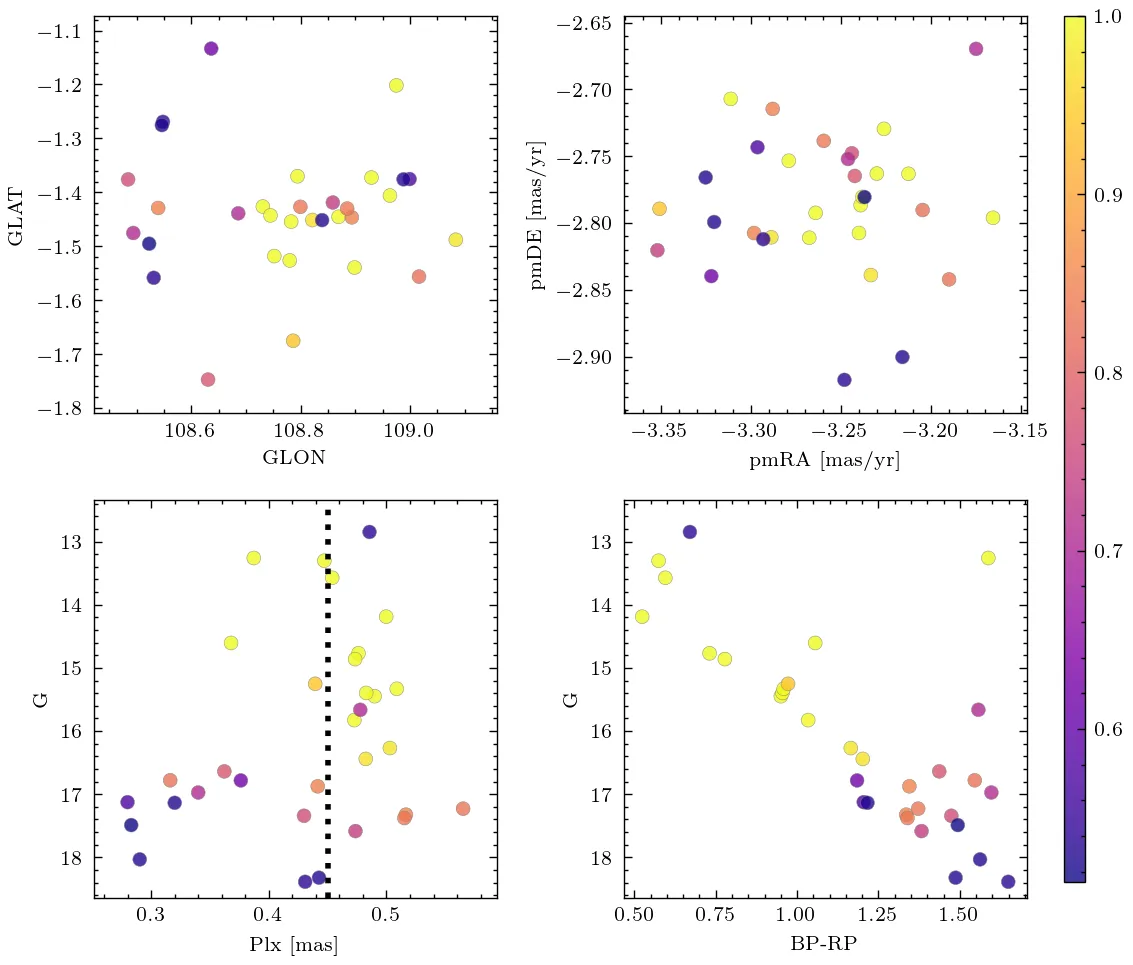 −1.1
−1.2
−1.3
−1.4
−1.5
−1.6
−1.7
−1.8
GLAT
108.6 108.8 109.0
GLON
−2.65
−2.70
−2.75
−2.80
−2.85
−2.90
pmDE [mas/yr]
−3.35 −3.30 −3.25 −3.20 −3.15
pmRA [mas/yr]
13
14
15
16
17
18
G
0.3 0.4 0.5
Plx [mas]
13
14
15
16
17
18
G
0.50 0.75 1.00 1.25 1.50
BP-RP
1.0
0.9
0.8
0.7
0.6